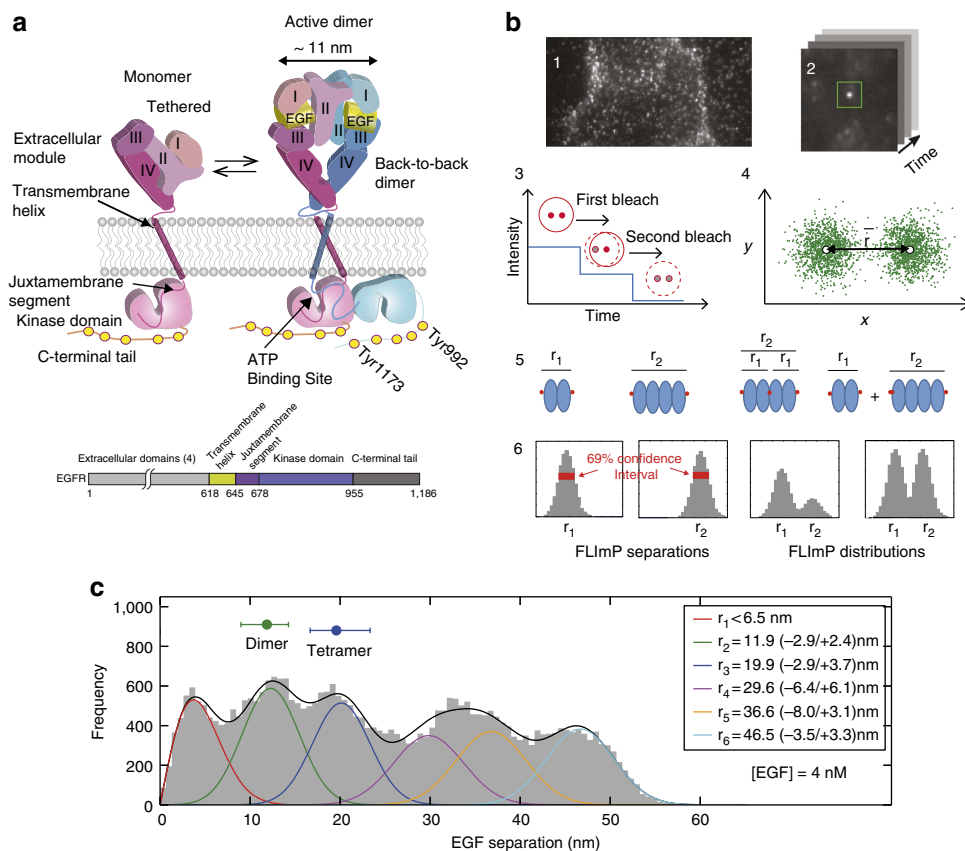 a
Active dimer
~ 11 nm
Monomer
Tethered
I
II
III
IV
Extracellular
module
I
I
II
EGF
EGF
II
III
III
IV
IV
Back-to-back
dimer
Transmembrane
helix
Juxtamembrane
segment
Kinase domain
C-terminal tail
ATP
Binding Site
Tyr1173
Tyr992
Extracellular domains (4)
Transmembrane
helix
Juxtamembrane
segment
Kinase domain
C-terminal tail
EGFR
1
618
645
678
955
1,186
b
1
2
Time
3
Intensity
First bleach
Second bleach
Time
4
y
r
x
5
r1
r2
r2
r1
r1
r1
+
r2
6
69% confidence
Interval
r1
r2
r1
r2
r1
r2
FLImP separations
FLImP distributions
c
1,000
800
600
400
200
0
Frequency
Dimer
Tetramer
r1<6.5 nm
r2=11.9 (−2.9/+2.4)nm
r3=19.9 (−2.9/+3.7)nm
r4=29.6 (−6.4/+6.1)nm
r5=36.6 (−8.0/+3.1)nm
r6=46.5 (−3.5/+3.3)nm
[EGF] = 4 nM
0
10
20
30
40
50
60
EGF separation (nm)